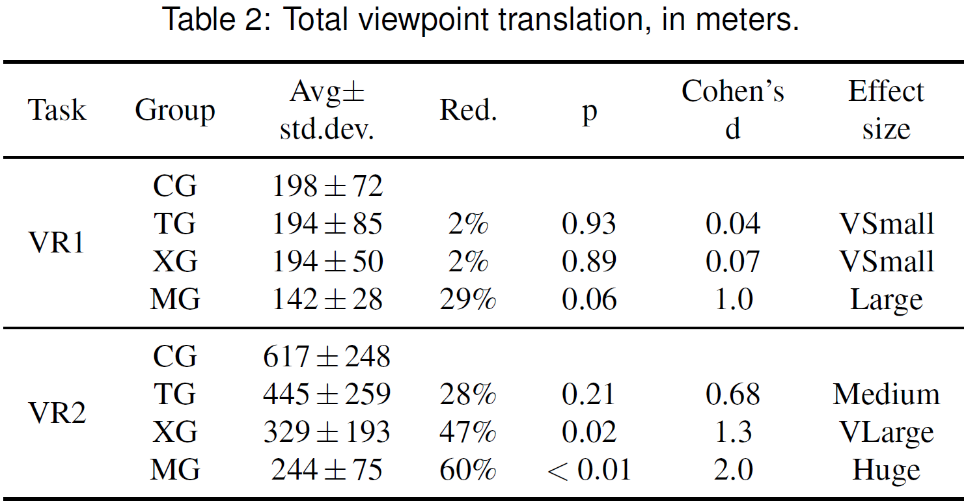 Table 2: Total viewpoint translation, in meters.
Task Group Avg± std.dev. Red. p Cohen's d Effect size
VR1
CG 198 ± 72
TG 194 ± 85 2% 0.93 0.04 VSmall
XG 194 ± 50 2% 0.89 0.07 VSmall
MG 142 ± 28 29% 0.06 1.0 Large
VR2
CG 617 ± 248
TG 445 ± 259 28% 0.21 0.68 Medium
XG 329 ± 193 47% 0.02 1.3 VLarge
MG 244 ± 75 60% < 0.01 2.0 Huge